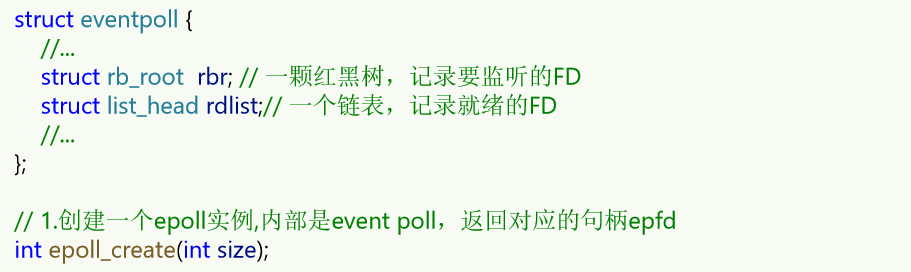 struct eventpoll {
//...
struct rb_root  rbr; // 一颗红黑树，记录要监听的FD
struct list_head rdlist;// 一个链表，记录就绪的FD
//...
};
// 1.创建一个epoll实例,内部是event poll，返回对应的句柄epfd
int epoll_create(int size);